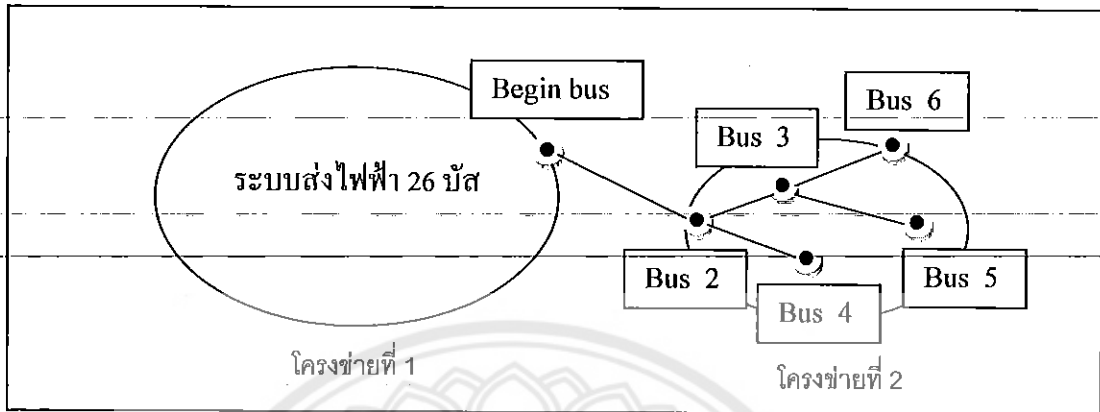 Begin bus
Bus 6
Bus 3
ระบบส่งไฟฟ้า 26 บัส
Bus 2
Bus 5
Bus 4
โครงข่ายที่ 1
โครงข่ายที่ 2